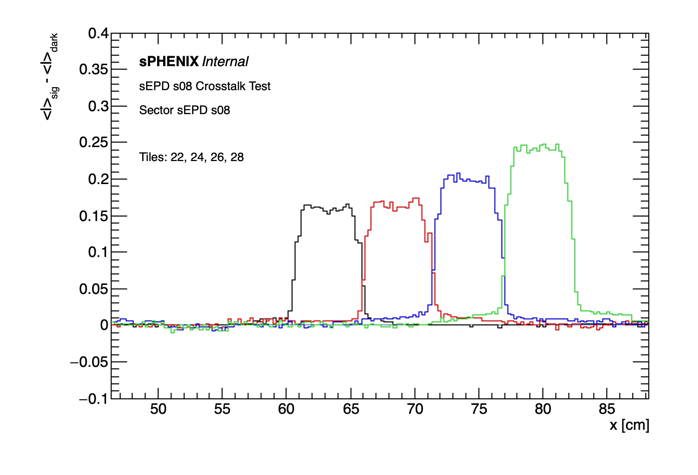 0.4
sPHENIX Internal
0.35
sEPD s08 Crosstalk Test
0.3
Sector sEPD s08
0.25
Tiles: 22, 24, 26, 28
0.2
0.15
0.1
0.05
0
−0.05
−0.1
<I>sig - <I>dark
50 55 60 65 70 75 80 85
x [cm]